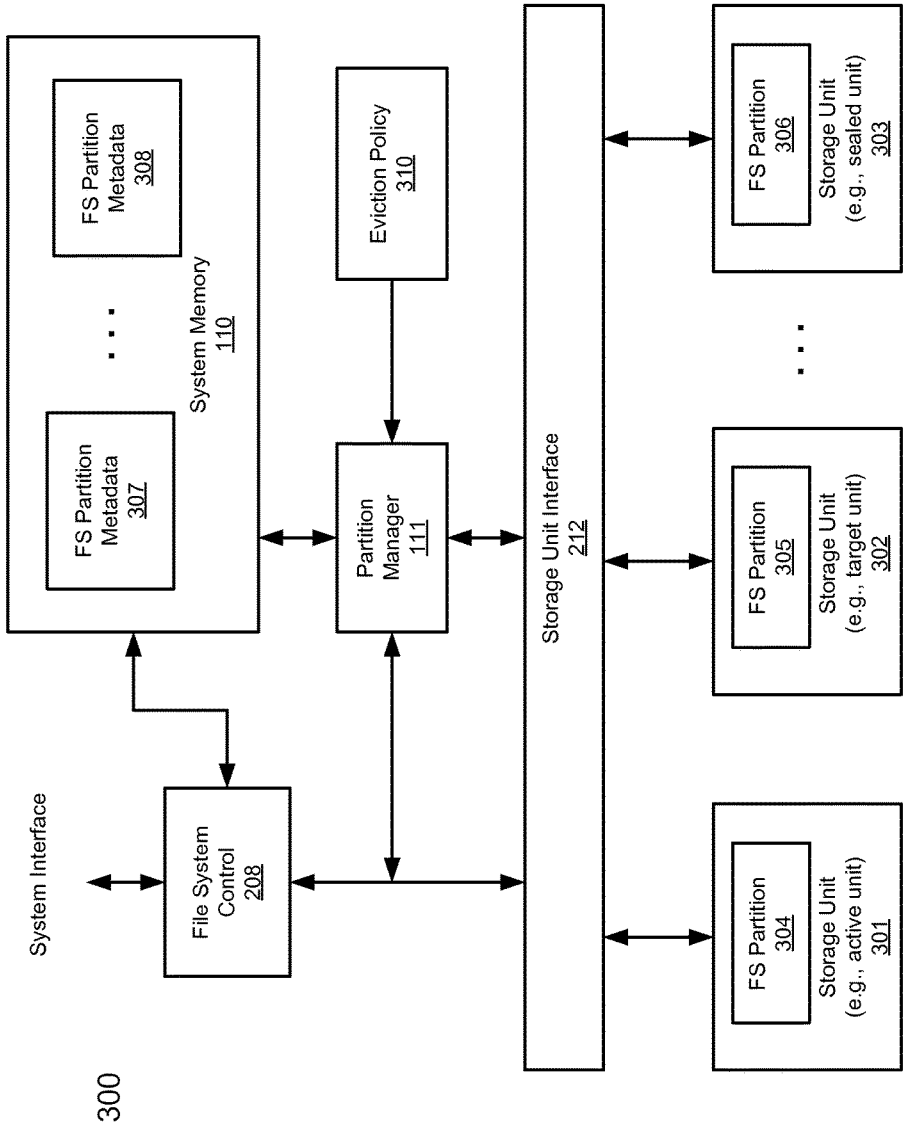 300
System Interface
File System
Control
208
FS Partition
Metadata
307
. . .
FS Partition
Metadata
308
System Memory
110
Partition
Manager
111
Eviction Policy
310
Storage Unit Interface
212
FS Partition
304
Storage Unit
(e.g., active unit)
301
FS Partition
305
Storage Unit
(e.g., target unit)
302
. . .
FS Partition
306
Storage Unit
(e.g., sealed unit)
303